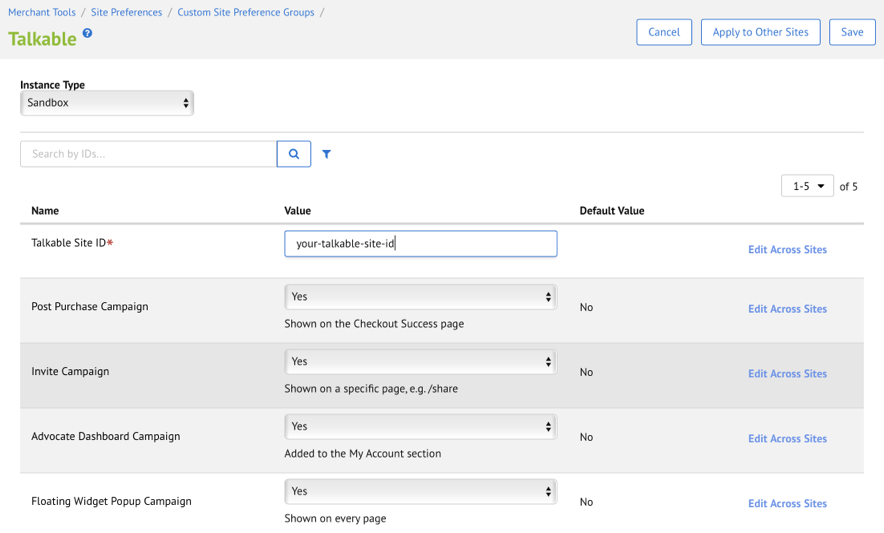 Merchant Tools / Site Preferences / Custom Site Preference Groups /
Talkable ?
Cancel
Apply to Other Sites
Save
Instance Type
Sandbox
Search by IDs...
1-5 of 5
Name Value Default Value
Talkable Site ID* your-talkable-site-id Edit Across Sites
Post Purchase Campaign Yes No Edit Across Sites
Shown on the Checkout Success page
Invite Campaign Yes No Edit Across Sites
Shown on a specific page, e.g. /share
Advocate Dashboard Campaign Yes No Edit Across Sites
Added to the My Account section
Floating Widget Popup Campaign Yes No Edit Across Sites
Shown on every page